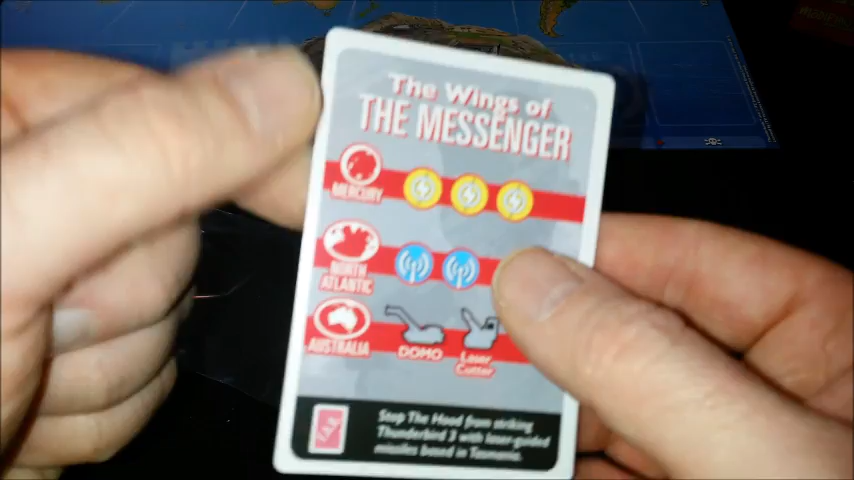 The Wings of
THE MESSENGER
MERCURY
NORTH
ATLANTIC
AUSTRALIA
DOMO
Laser
Cutter
Stop The Hood from striking
Thunderbird 3 with laser-guided
missiles based in Tasmania.